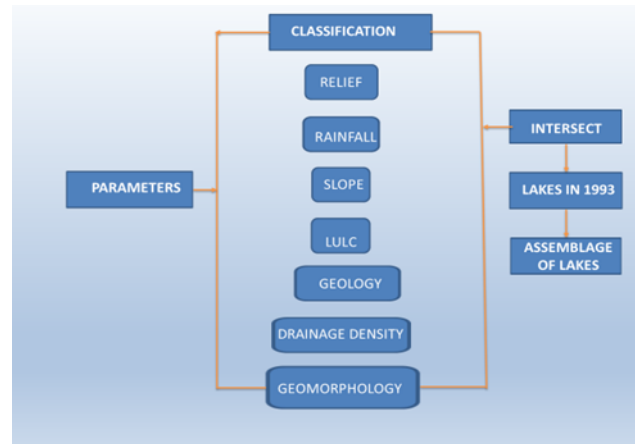 CLASSIFICATION
RELIEF
RAINFALL
INTERSECT
PARAMETERS
SLOPE
LAKES IN 1993
LULC
ASSEMBLAGE
OF LAKES
GEOLOGY
DRAINAGE DENSITY
GEOMORPHOLOGY